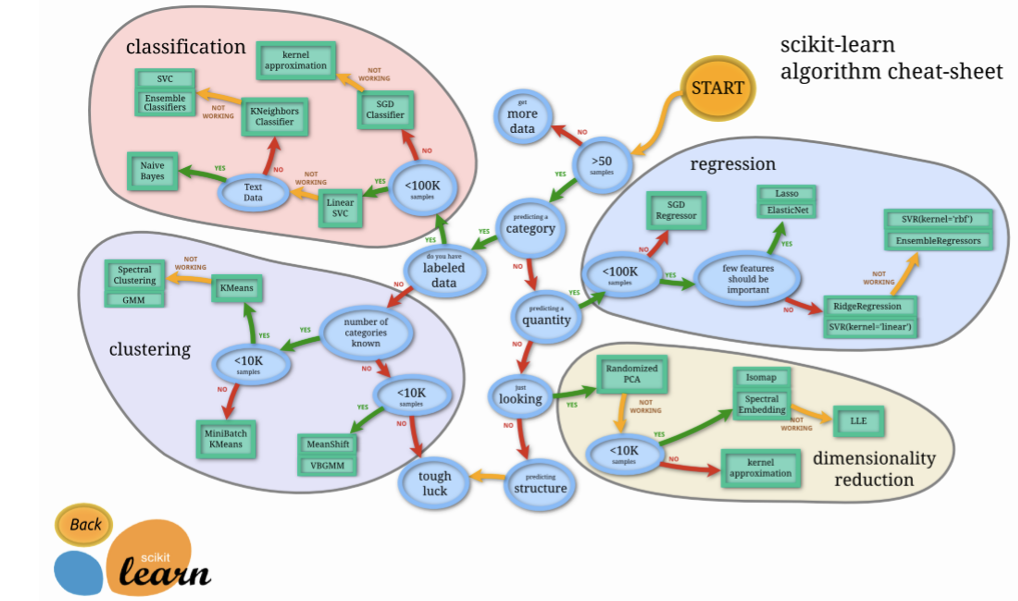 scikit-learn
algorithm cheat-sheet
START
>50
samples
NO
get
more
data
YES
predicting a
category
YES
do you have
labeled
data
YES
classification
<100K
samples
NO
SGD
Classifier
NOT
WORKING
kernel
approximation
YES
Linear
SVC
NOT
WORKING
Text
Data
YES
Naive
Bayes
NO
KNeighbors
Classifier
NOT
WORKING
SVC
Ensemble
Classifiers
NO
clustering
number of
categories
known
YES
<10K
samples
YES
KMeans
NOT
WORKING
Spectral
Clustering
GMM
NO
MiniBatch
KMeans
NO
<10K
samples
YES
MeanShift
VBGMM
NO
tough
luck
NO
predicting a
quantity
YES
regression
<100K
samples
NO
SGD
Regressor
YES
few features
should be
important
YES
Lasso
ElasticNet
NO
RidgeRegression
SVR(kernel='linear')
NOT
WORKING
SVR(kernel='rbf')
EnsembleRegressors
NO
just
looking
YES
Randomized
PCA
NOT
WORKING
<10K
samples
YES
Isomap
Spectral
Embedding
NOT
WORKING
LLE
NO
kernel
approximation
dimensionality
reduction
NO
predicting
structure
Back
scikit
learn